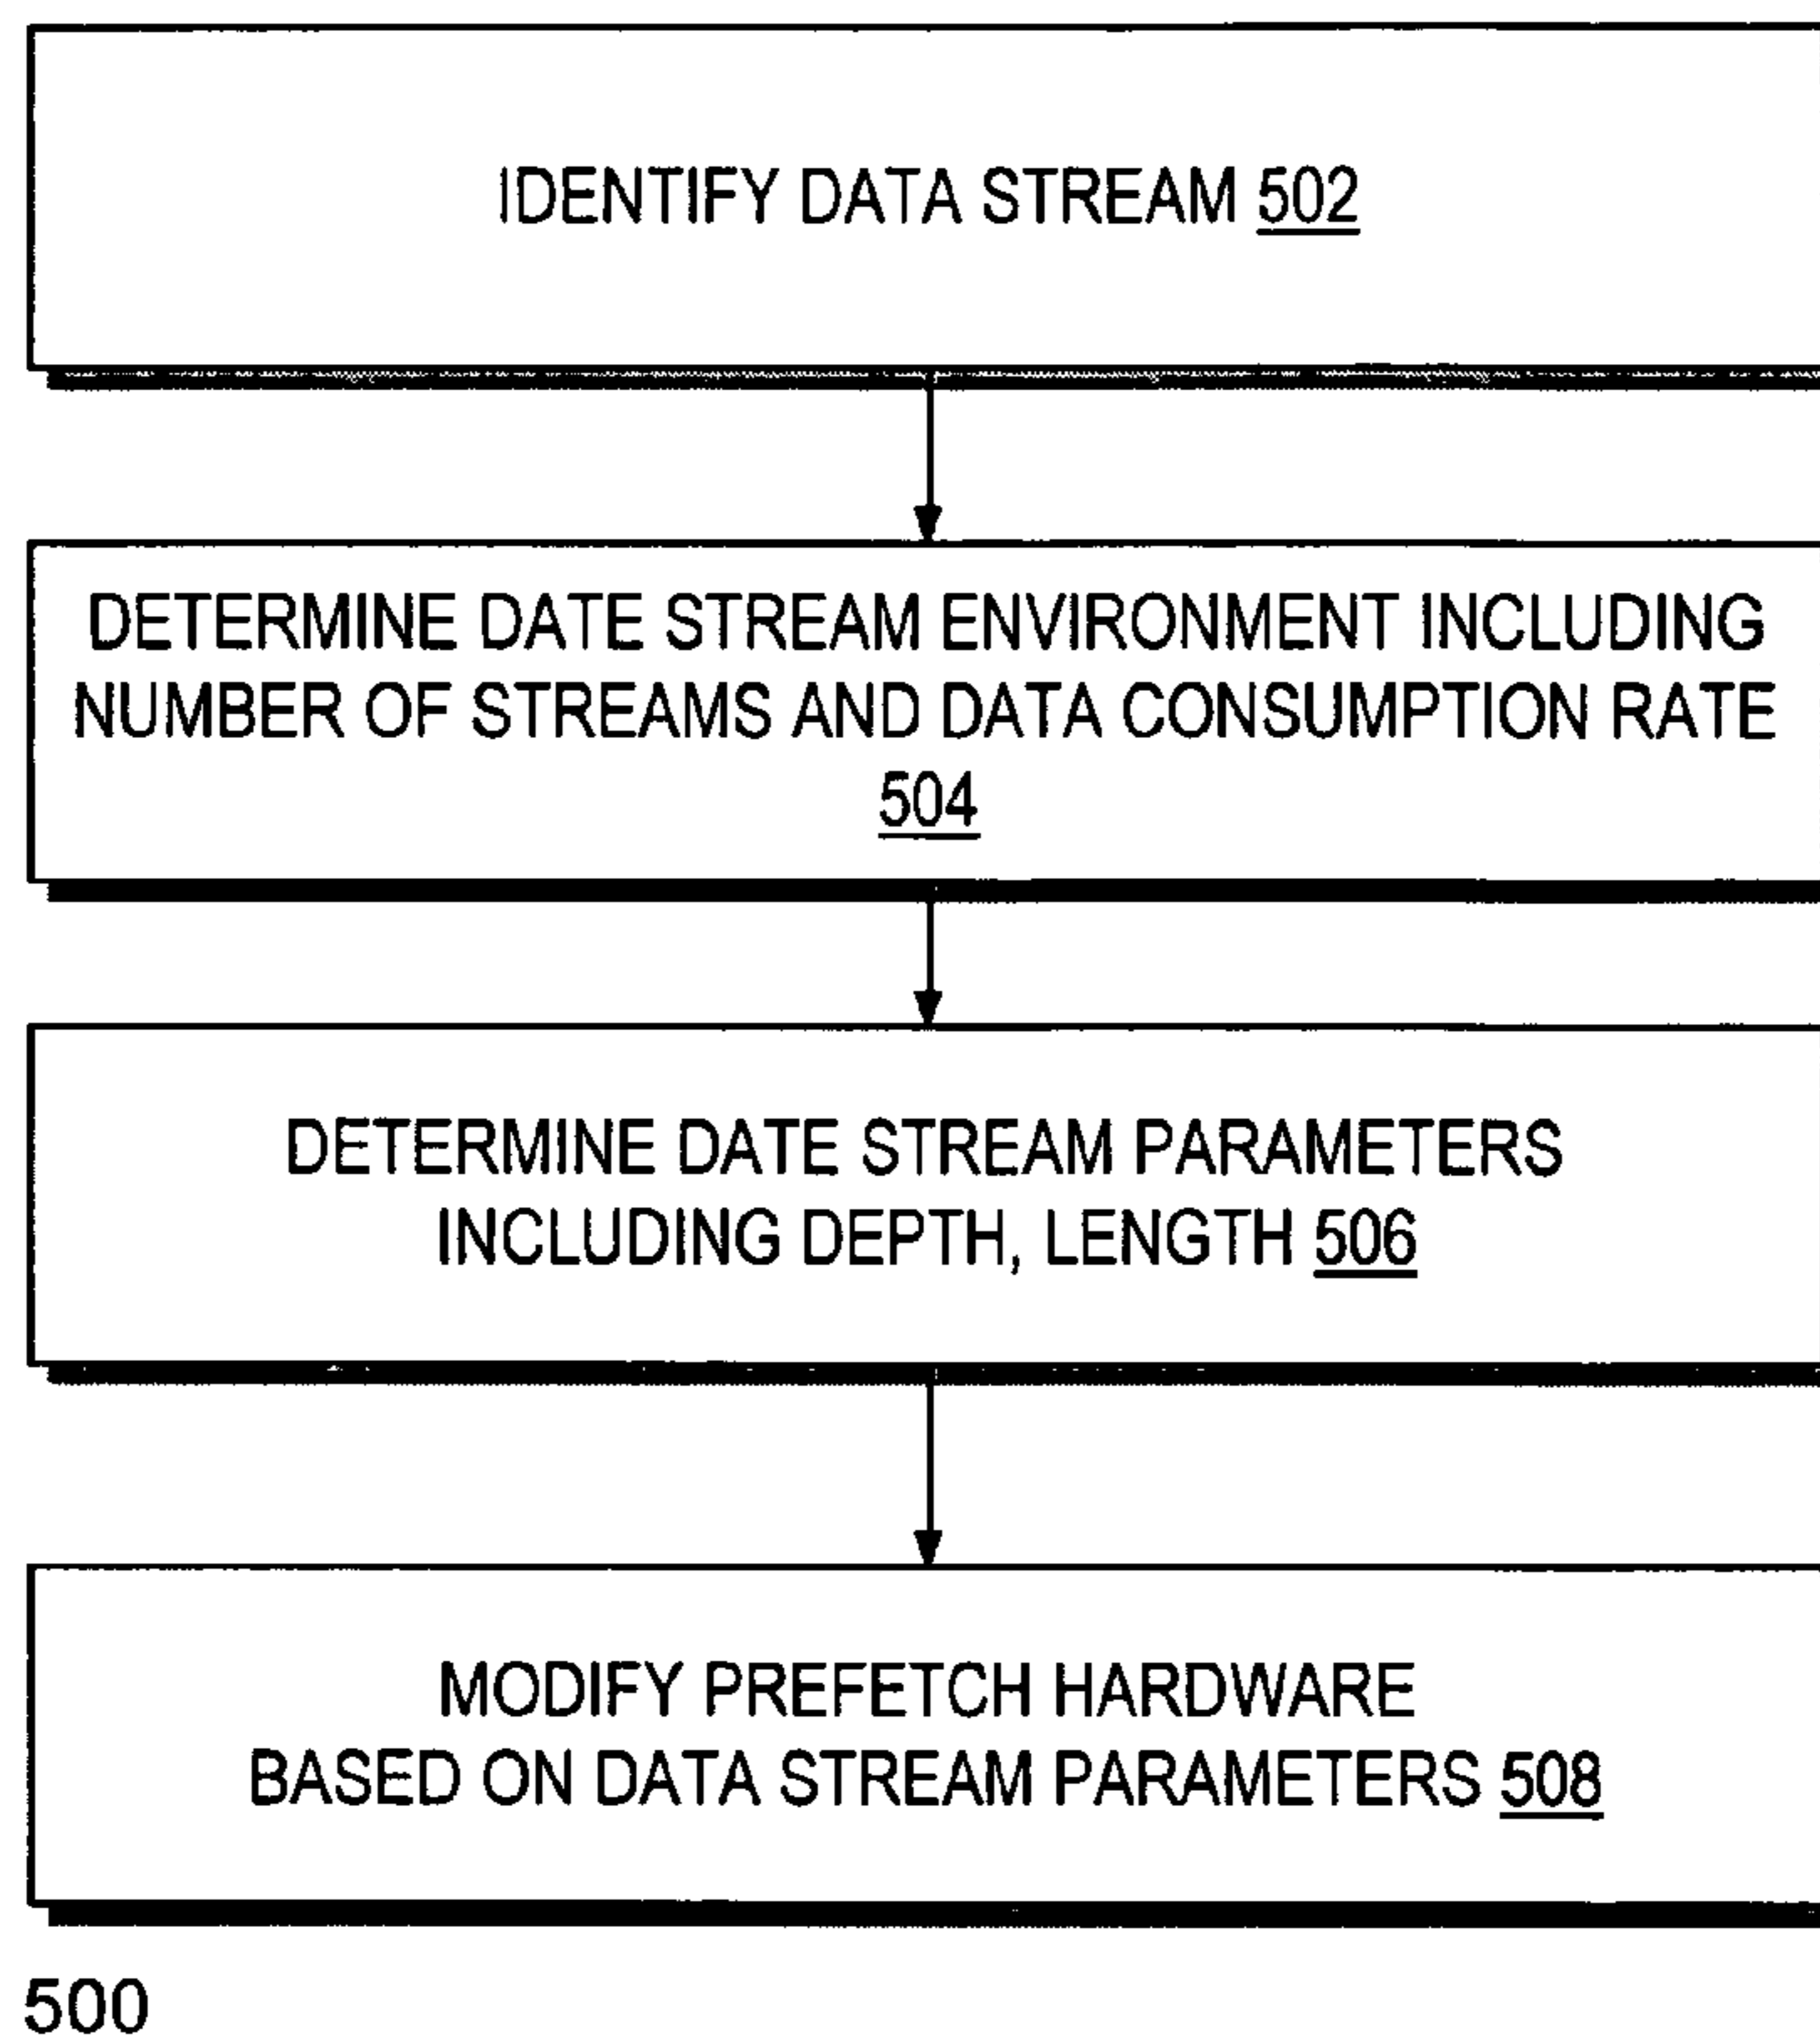 IDENTIFY DATA STREAM 502
DETERMINE DATE STREAM ENVIRONMENT INCLUDING
NUMBER OF STREAMS AND DATA CONSUMPTION RATE
504
DETERMINE DATE STREAM PARAMETERS
INCLUDING DEPTH, LENGTH 506
MODIFY PREFETCH HARDWARE
BASED ON DATA STREAM PARAMETERS 508
500